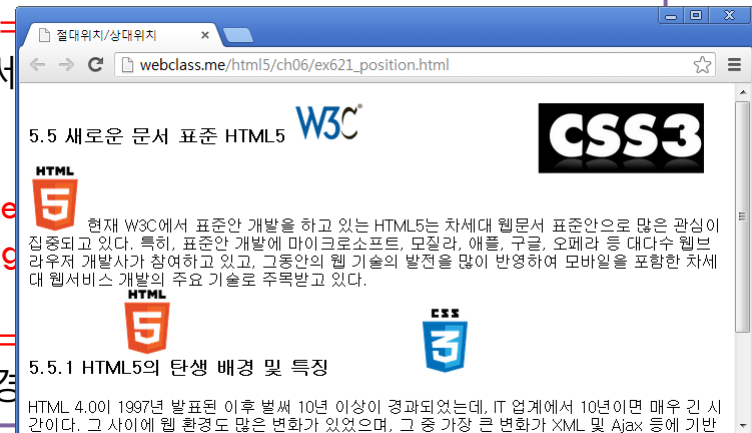 절대위치/상대위치
webclass.me/html5/ch06/ex621_position.html
서
5.5 새로운 문서 표준 HTML5 W3C®
CSS3
HTML
5
현재 W3C에서 표준안 개발을 하고 있는 HTML5는 차세대 웹문서 표준안으로 많은 관심이
집중되고 있다. 특히, 표준안 개발에 마이크로소프트, 모질라, 애플, 구글, 오페라 등 대다수 웹브
라우저 개발사가 참여하고 있고, 그동안의 웹 기술의 발전을 많이 반영하여 모바일을 포함한 차세
대 웹서비스 개발의 주요 기술로 주목받고 있다.
e
g
HTML
5
CSS
3
5.5.1 HTML5의 탄생 배경 및 특징
경
HTML 4.0이 1997년 발표된 이후 벌써 10년 이상이 경과되었는데, IT 업계에서 10년이면 매우 긴 시
간이다. 그 사이에 웹 환경도 많은 변화가 있었으며, 그 중 가장 큰 변화가 XML 및 Ajax 등에 기반